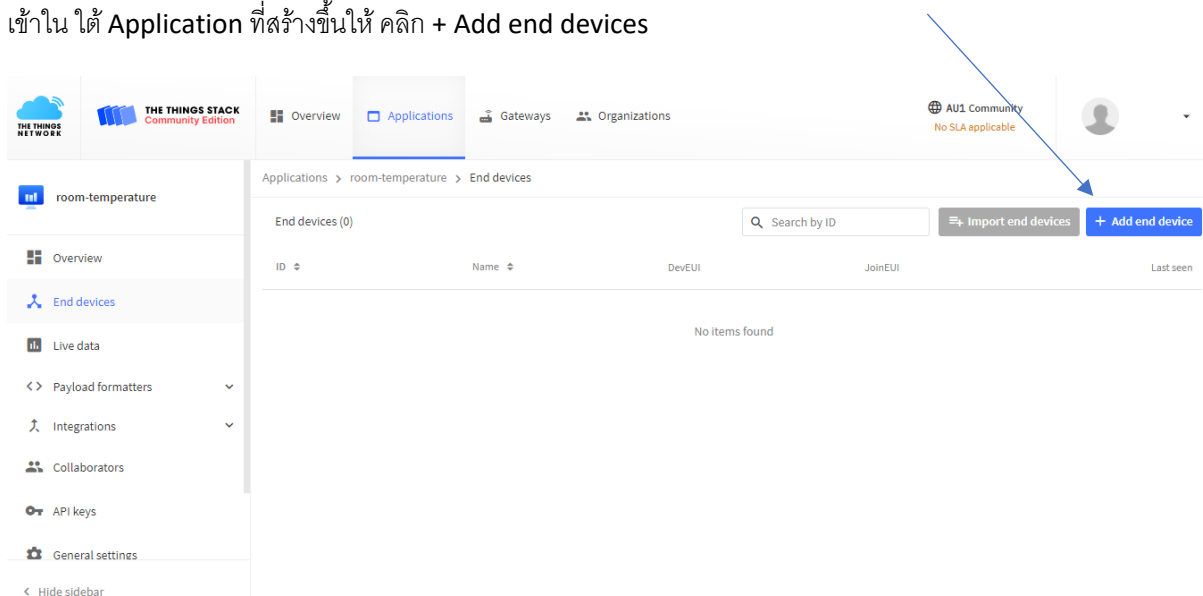 เข้าใน ใต้ Application ที่สร้างขึ้นให้ คลิก + Add end devices
THE THINGS
NETWORK
THE THINGS STACK
Community Edition
Overview
Applications
Gateways
Organizations
AU1 Community
No SLA applicable
room-temperature
Applications > room-temperature > End devices
End devices (0)
Search by ID
Import end devices
+ Add end device
ID
Name
DevEUI
JoinEUI
Last seen
No items found
Overview
End devices
Live data
Payload formatters
Integrations
Collaborators
API keys
General settings
< Hide sidebar